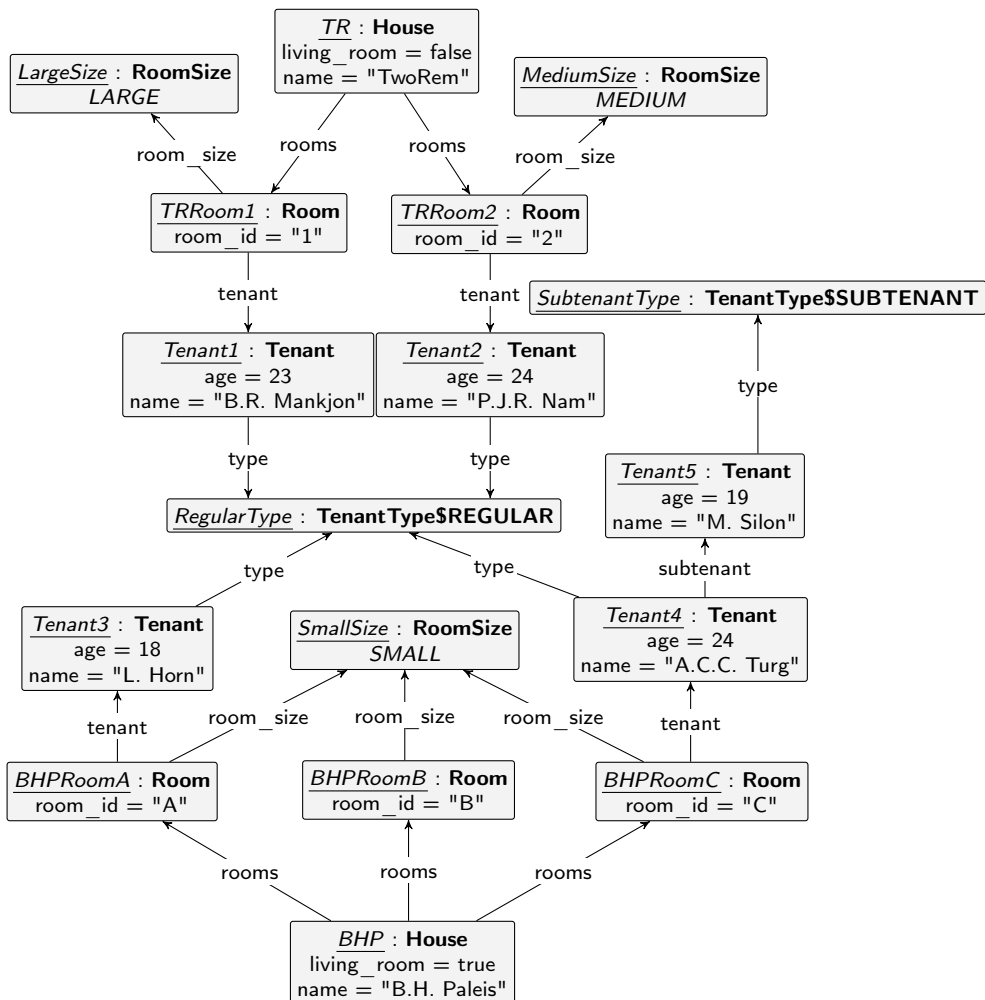 TR : House
living_room = false
name = "TwoRem"
LargeSize : RoomSize
LARGE
MediumSize : RoomSize
MEDIUM
rooms
rooms
room_size
room_size
TRRoom1 : Room
room_id = "1"
TRRoom2 : Room
room_id = "2"
tenant
tenant
SubtenantType : TenantType$SUBTENANT
Tenant1 : Tenant
age = 23
name = "B.R. Mankjon"
Tenant2 : Tenant
age = 24
name = "P.J.R. Nam"
type
type
type
Tenant5 : Tenant
age = 19
name = "M. Silon"
RegularType : TenantType$REGULAR
type
type
subtenant
Tenant3 : Tenant
age = 18
name = "L. Horn"
SmallSize : RoomSize
SMALL
Tenant4 : Tenant
age = 24
name = "A.C.C. Turg"
tenant
room_size
room_size
room_size
tenant
BHPRoomA : Room
room_id = "A"
BHPRoomB : Room
room_id = "B"
BHPRoomC : Room
room_id = "C"
rooms
rooms
rooms
BHP : House
living_room = true
name = "B.H. Paleis"